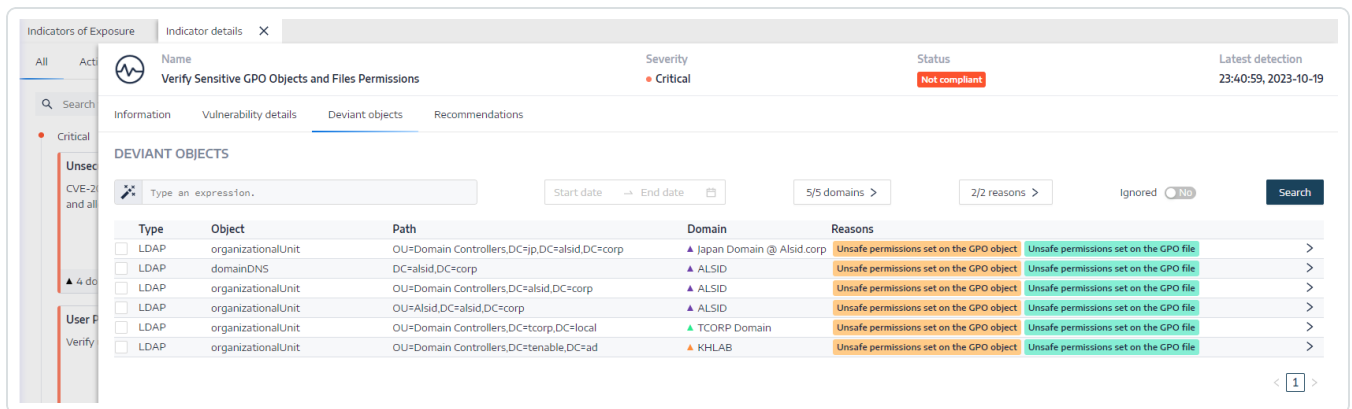 Indicators of Exposure Indicator details
All Acti
Name Severity Status Latest detection
Verify Sensitive GPO Objects and Files Permissions Critical Not compliant 23:40:59, 2023-10-19
Search
Information Vulnerability details Deviant objects Recommendations
Critical
DEVIANT OBJECTS
Unsec
CVE-20
and all
Type an expression. Start date → End date 5/5 domains > 2/2 reasons > Ignored No Search
Type Object Path Domain Reasons
LDAP organizationalUnit OU=Domain Controllers,DC=jp,DC=alsid,DC=corp Japan Domain @ Alsid.corp Unsafe permissions set on the GPO object Unsafe permissions set on the GPO file >
LDAP domainDNS DC=alsid,DC=corp ALSID Unsafe permissions set on the GPO object Unsafe permissions set on the GPO file >
4 do
LDAP organizationalUnit OU=Domain Controllers,DC=alsid,DC=corp ALSID Unsafe permissions set on the GPO object Unsafe permissions set on the GPO file >
LDAP organizationalUnit OU=Alsid,DC=alsid,DC=corp ALSID Unsafe permissions set on the GPO object Unsafe permissions set on the GPO file >
User P
LDAP organizationalUnit OU=Domain Controllers,DC=tcorp,DC=local TCORP Domain Unsafe permissions set on the GPO object Unsafe permissions set on the GPO file >
Verify
LDAP organizationalUnit OU=Domain Controllers,DC=tenable,DC=ad KHLAB Unsafe permissions set on the GPO object Unsafe permissions set on the GPO file >
< 1 >